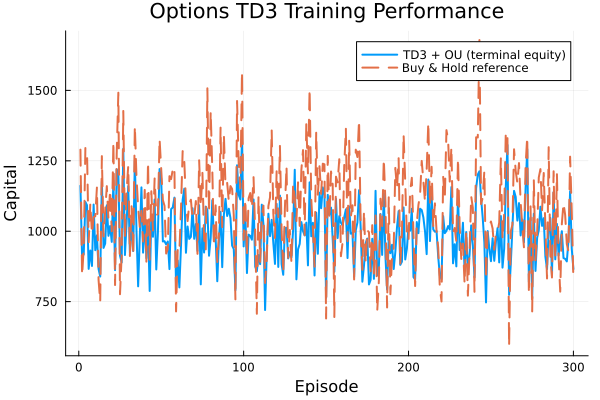 Options TD3 Training Performance
TD3 + OU (terminal equity)
Buy & Hold reference
Capital
1500
1250
1000
750
0
100
200
300
Episode